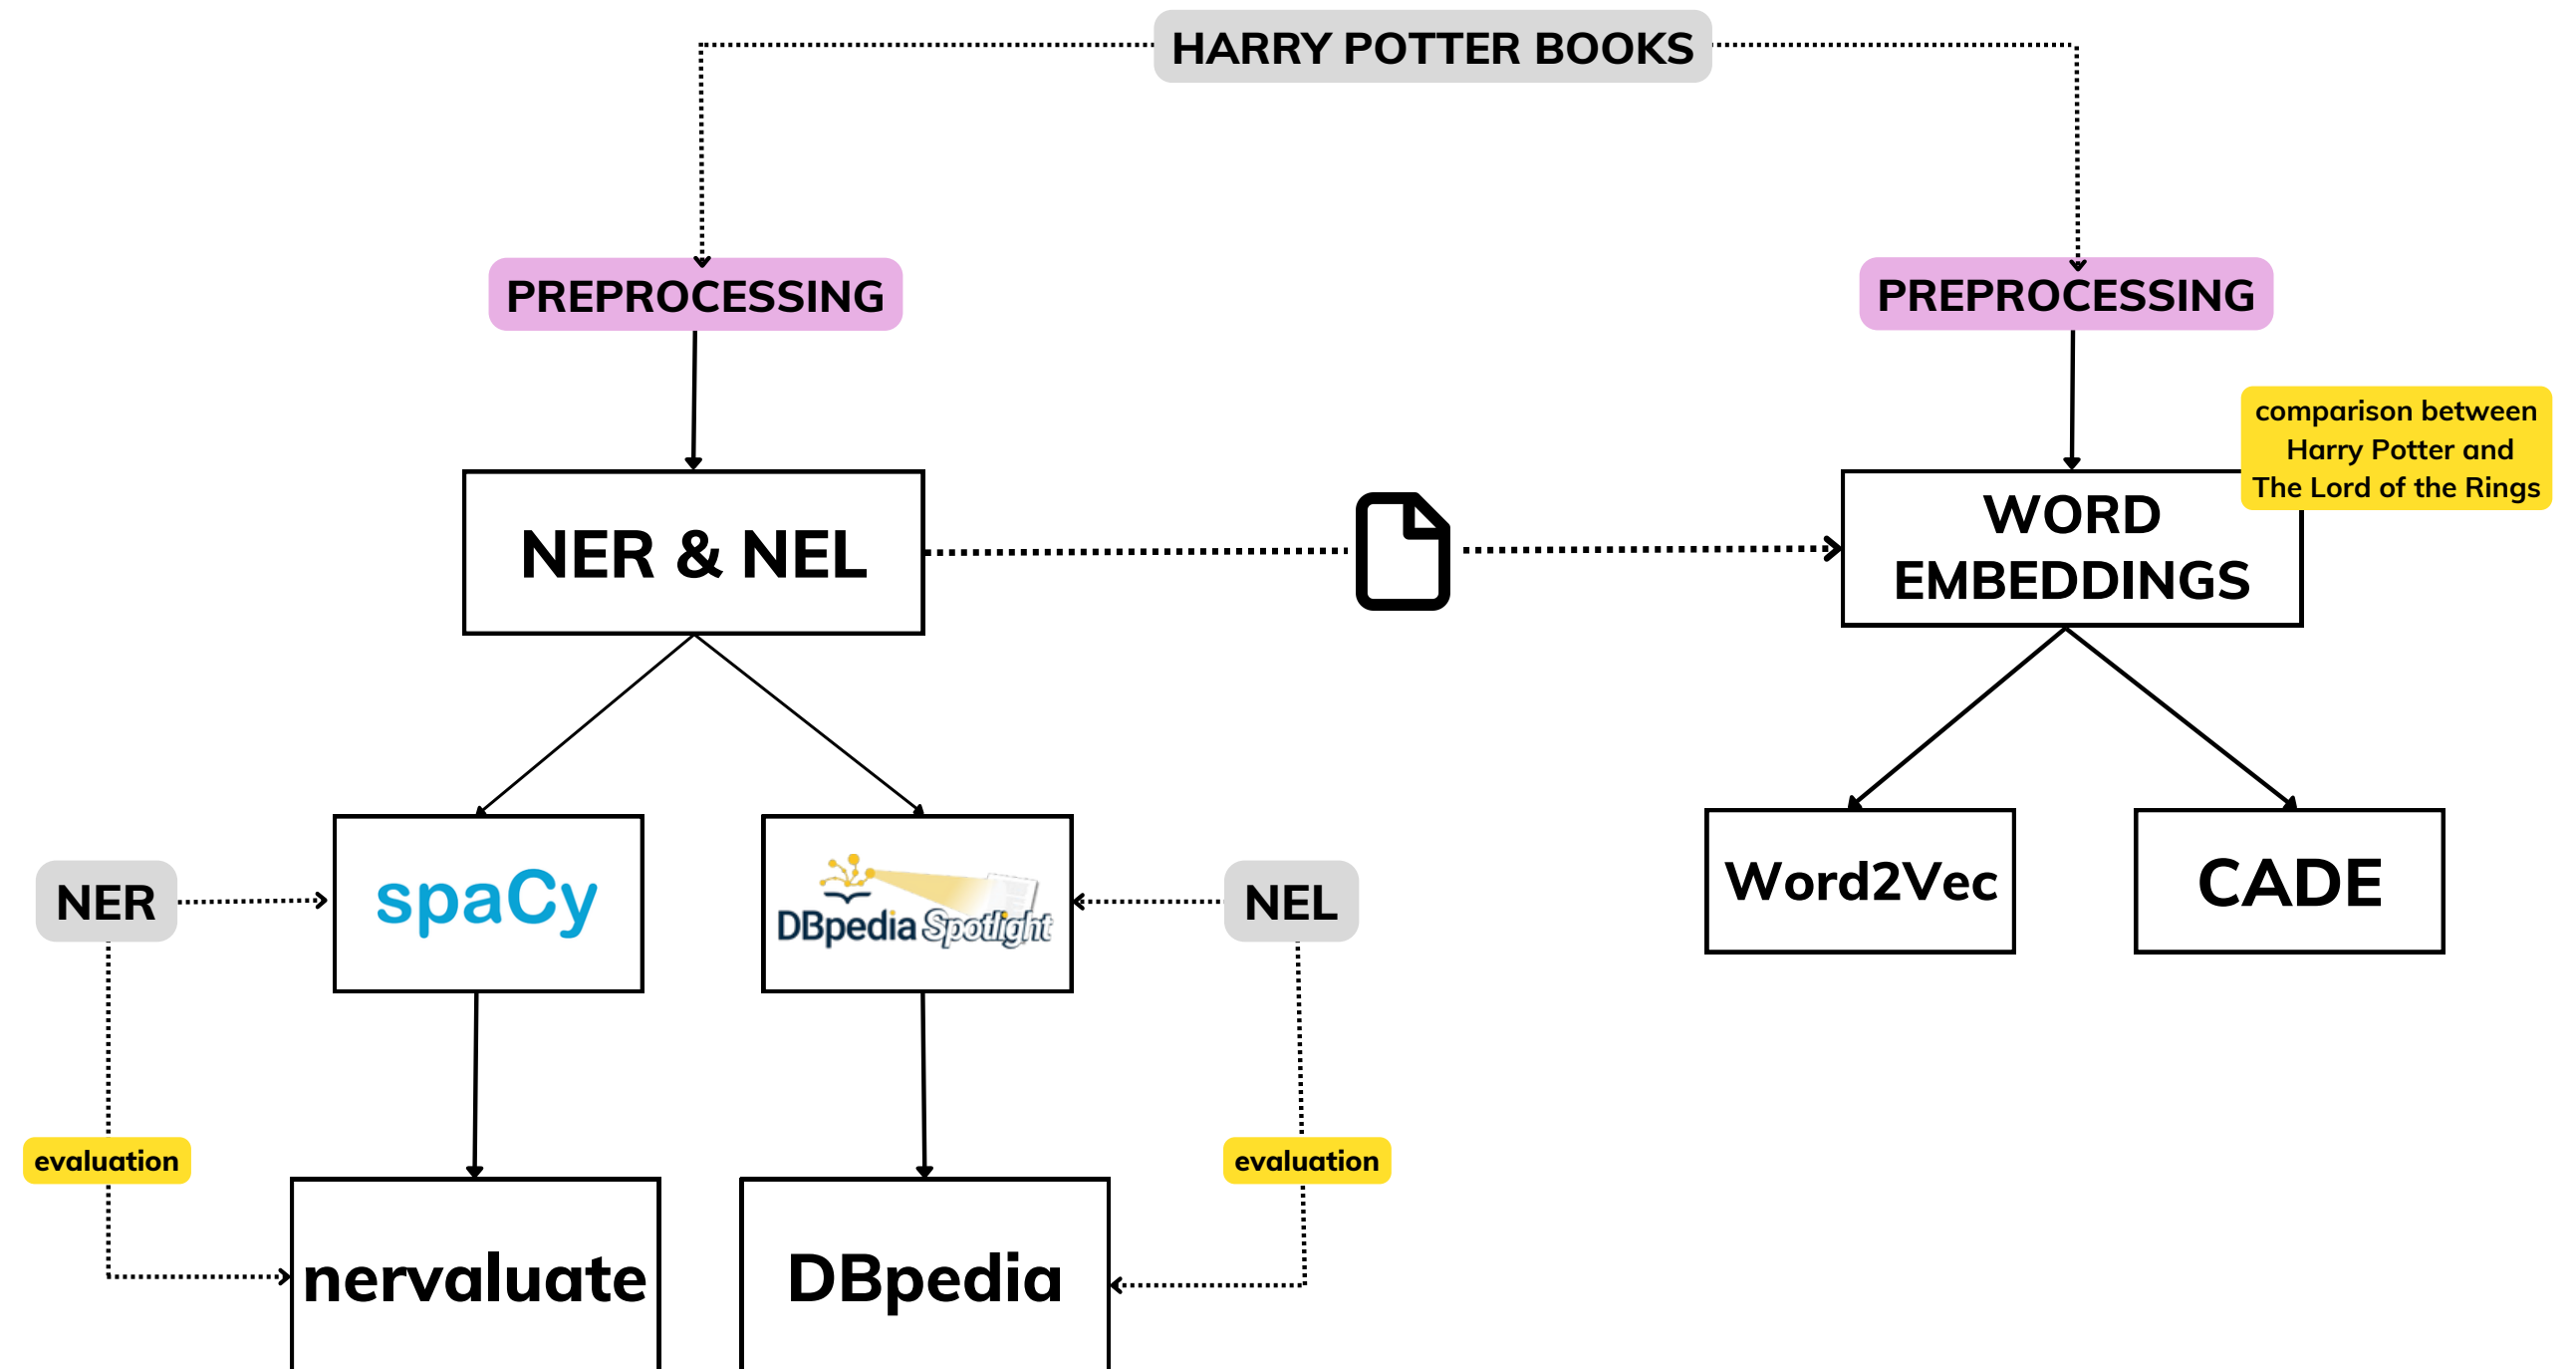 HARRY POTTER BOOKS
PREPROCESSING
PREPROCESSING
comparison between
Harry Potter and
The Lord of the Rings
NER & NEL
WORD
EMBEDDINGS
NER
spaCy
DBpedia Spotlight
NEL
Word2Vec
CADE
evaluation
evaluation
nervaluate
DBpedia